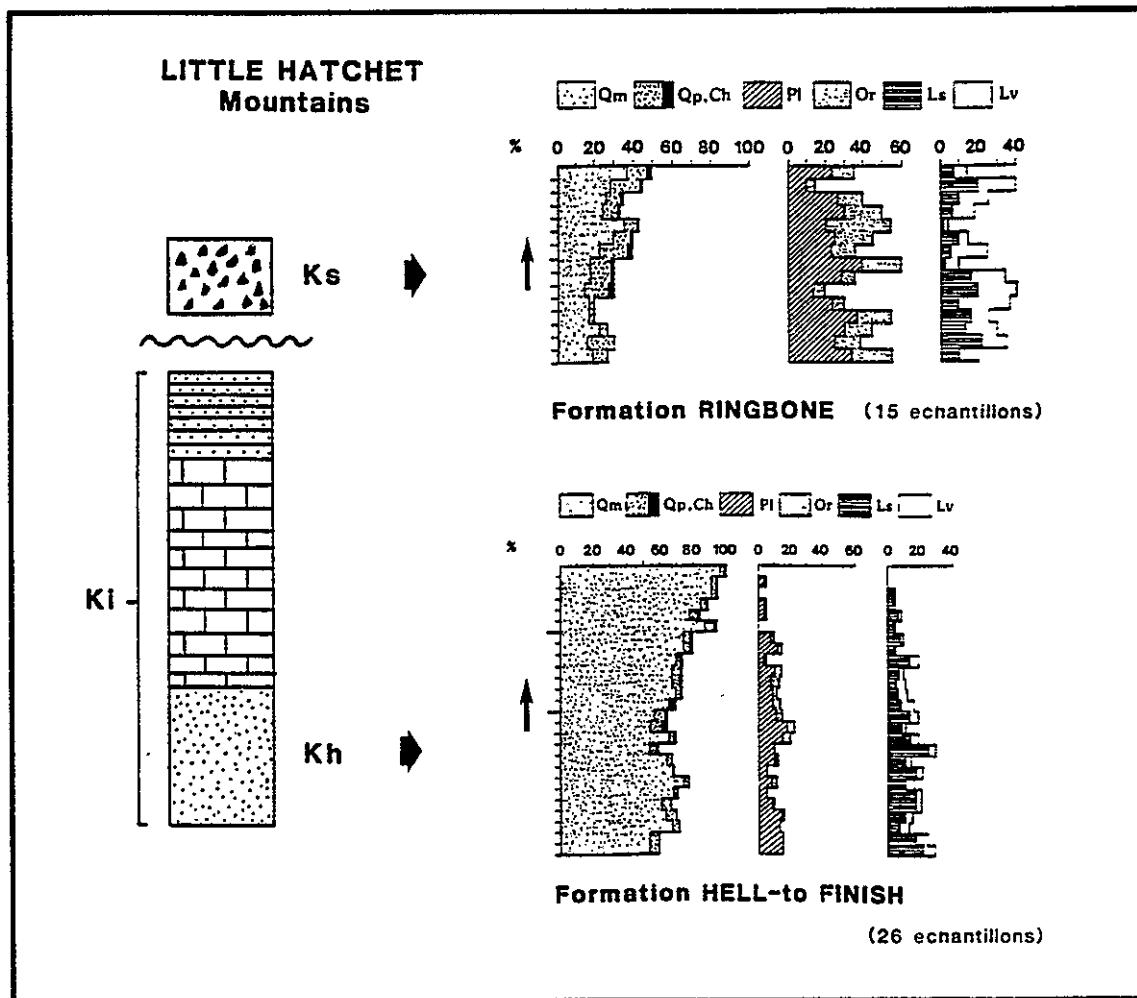 LITTLE HATCHET
Mountains
Qm Qp,Ch Pl Or Ls Lv
% 0 20 40 60 80 100 0 20 40 60 0 20 40
Ks
Formation RINGBONE (15 echantillons)
Qm Qp,Ch Pl Or Ls Lv
% 0 20 40 60 80 100 0 20 40 60 0 20 40
Ki
Kh
Formation HELL-to FINISH
(26 echantillons)